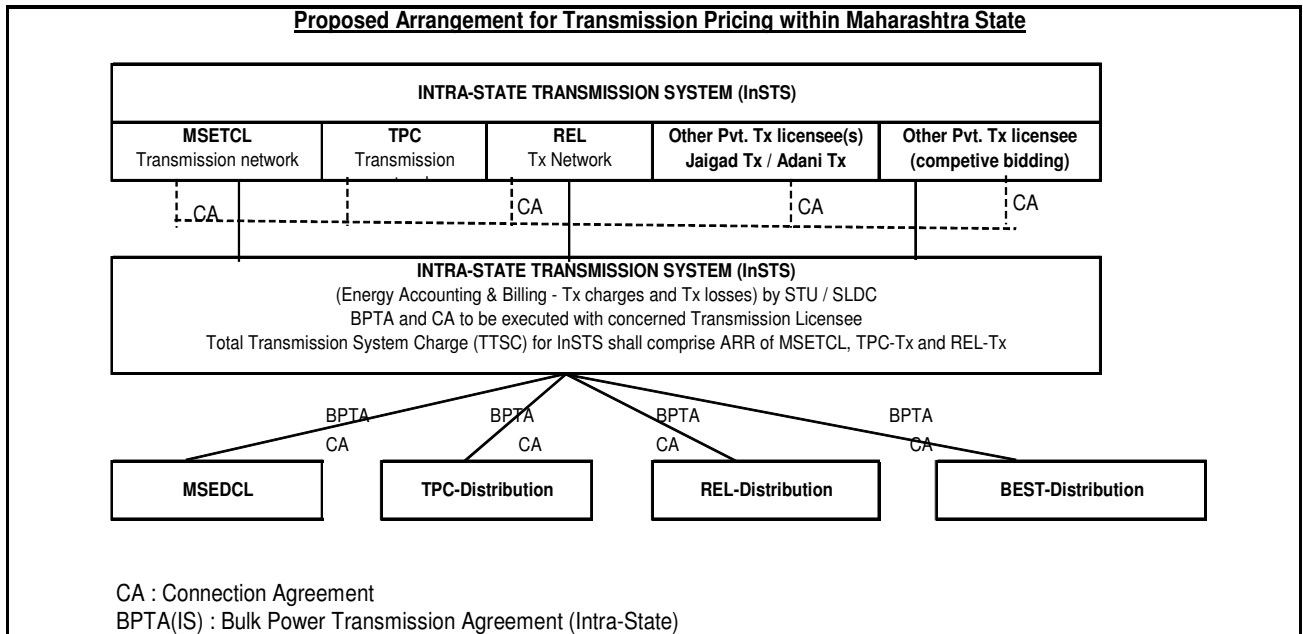 Proposed Arrangement for Transmission Pricing within Maharashtra State
INTRA-STATE TRANSMISSION SYSTEM (InSTS)
MSETCL TPC REL Other Pvt. Tx licensee(s) Other Pvt. Tx licensee
Transmission network Transmission Tx Network Jaigad Tx / Adani Tx (competive bidding)
CA CA CA CA
INTRA-STATE TRANSMISSION SYSTEM (InSTS)
(Energy Accounting & Billing - Tx charges and Tx losses) by STU / SLDC
BPTA and CA to be executed with concerned Transmission Licensee
Total Transmission System Charge (TTSC) for InSTS shall comprise ARR of MSETCL, TPC-Tx and REL-Tx
BPTA BPTA BPTA BPTA
CA CA CA CA
MSEDCL TPC-Distribution REL-Distribution BEST-Distribution
CA : Connection Agreement
BPTA(IS) : Bulk Power Transmission Agreement (Intra-State)